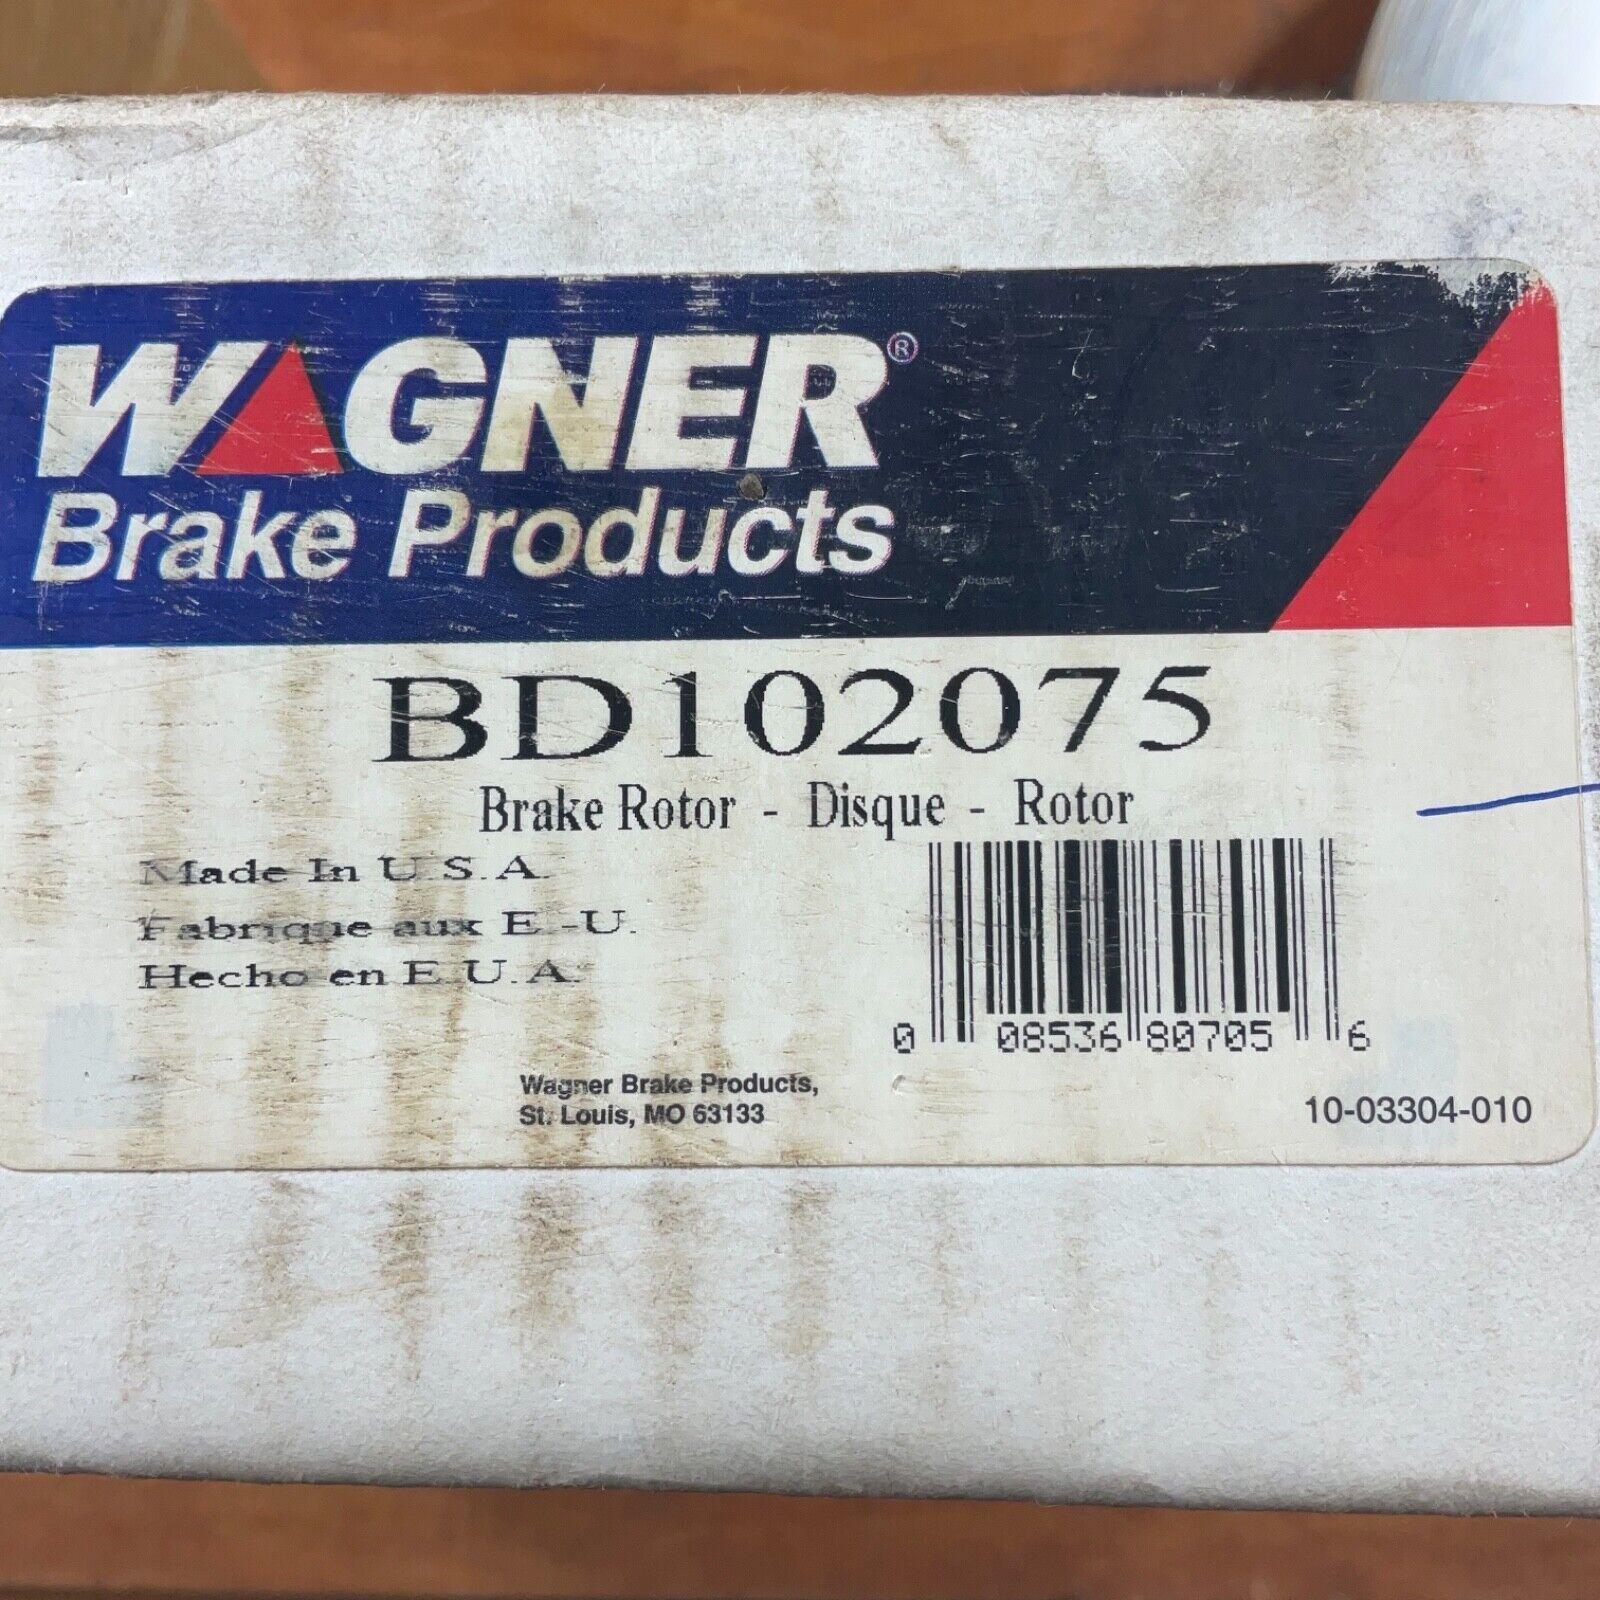 WAGNER®
Brake Products
BD102075
Brake Rotor - Disque - Rotor
Made In U.S.A.
Fabrique aux E.-U.
Hecho en E.U.A.
0 08536 80705 6
Wagner Brake Products,
St. Louis, MO 63133
10-03304-010